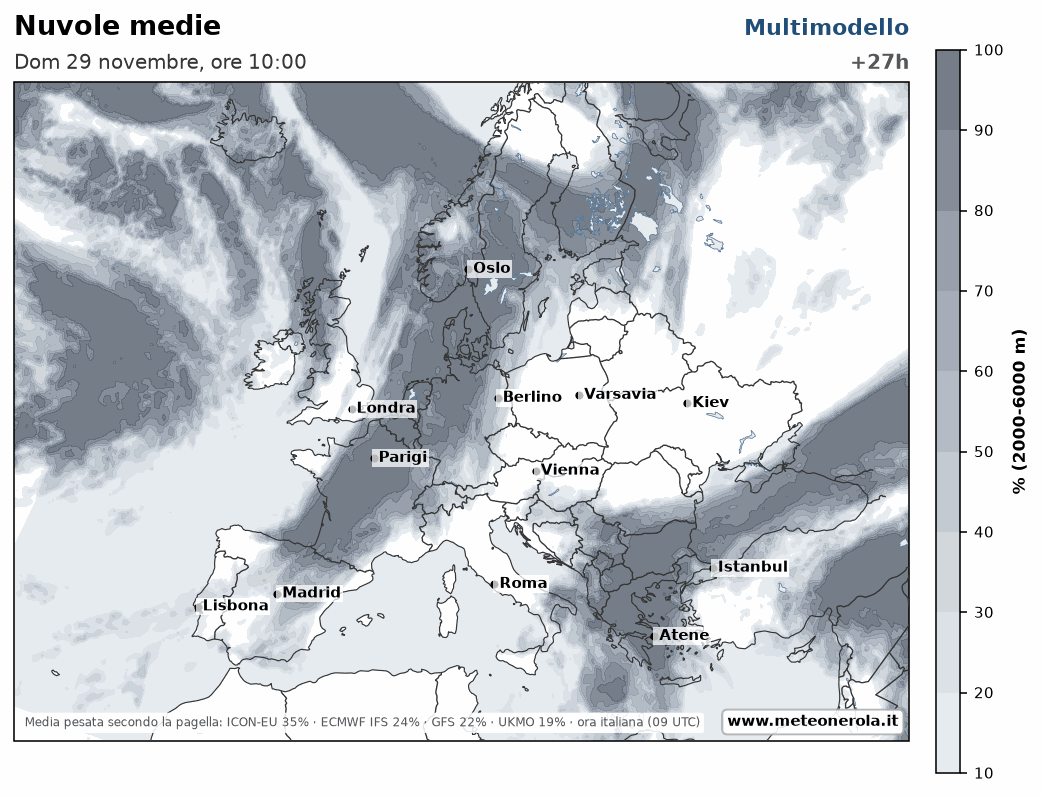 Nuvole medie
Multimodello
Dom 29 novembre, ore 10:00
+27h
100
90
80
70
60
50
40
30
20
10
% (2000-6000 m)
Oslo
Londra
Berlino
Varsavia
Kiev
Parigi
Vienna
Istanbul
Roma
Madrid
Lisbona
Atene
Media pesata secondo la pagella: ICON-EU 35% · ECMWF IFS 24% · GFS 22% · UKMO 19% · ora italiana (09 UTC)
www.meteonerola.it